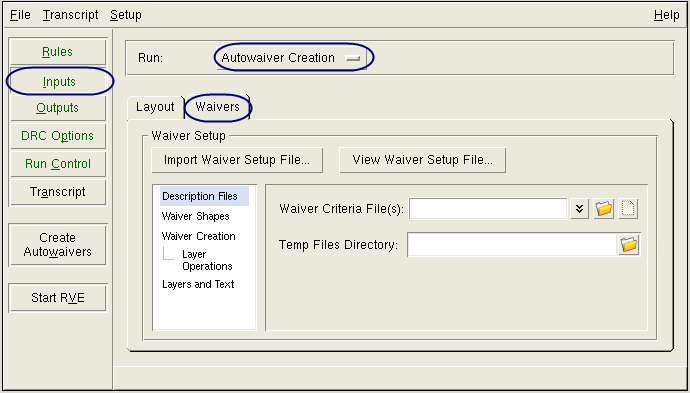 File Transcript Setup Help
Rules
Inputs
Outputs
DRC Options
Run Control
Transcript
Create
Autowaivers
Start RVE
Run: Autowaiver Creation
Layout Waivers
Waiver Setup
Import Waiver Setup File... View Waiver Setup File...
Description Files
Waiver Shapes
Waiver Creation
Layer
Operations
Layers and Text
Waiver Criteria File(s):
Temp Files Directory: